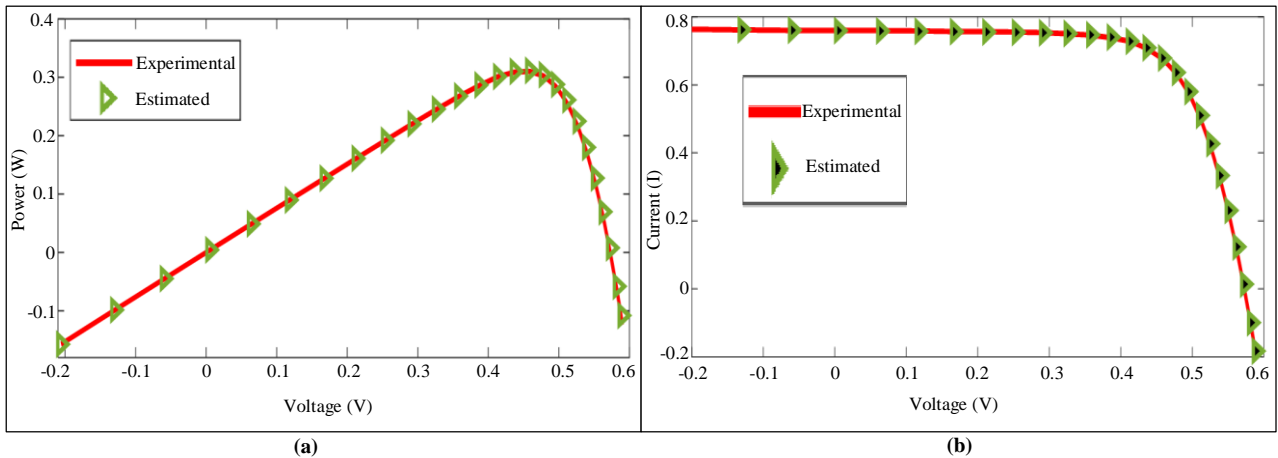 0.4
0.3
0.2
0.1
0
-0.1
Power (W)
Experimental
Estimated
-0.2 -0.1 0 0.1 0.2 0.3 0.4 0.5 0.6
Voltage (V)
(a)
0.8
0.6
0.4
0.2
0
-0.2
Current (I)
Experimental
Estimated
-0.2 -0.1 0 0.1 0.2 0.3 0.4 0.5 0.6
Voltage (V)
(b)